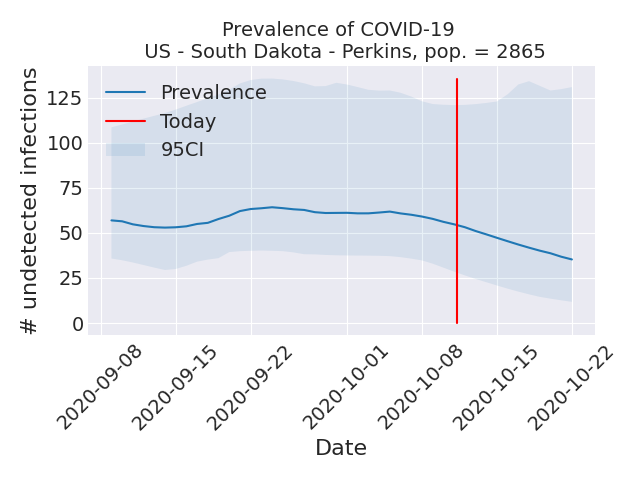 Prevalence of COVID-19
US - South Dakota - Perkins, pop. = 2865
# undetected infections
125
100
75
50
25
0
Prevalence
Today
95CI
2020-09-08
2020-09-15
2020-09-22
2020-10-01
2020-10-08
2020-10-15
2020-10-22
Date